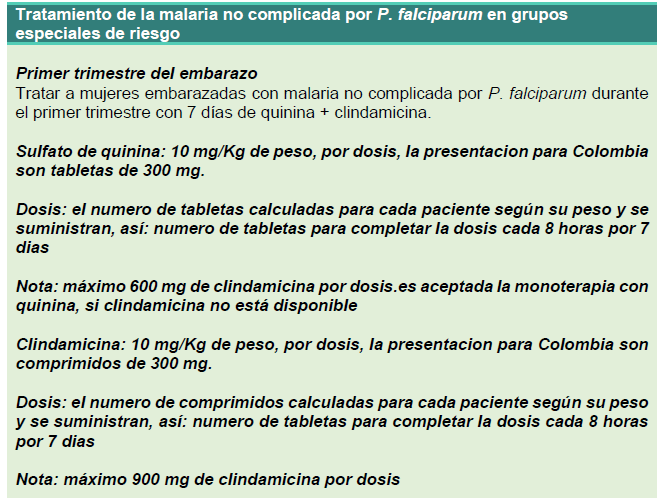 Tratamiento de la malaria no complicada por P. falciparum en grupos
especiales de riesgo
Primer trimestre del embarazo
Tratar a mujeres embarazadas con malaria no complicada por P. falciparum durante
el primer trimestre con 7 días de quinina + clindamicina.
Sulfato de quinina: 10 mg/Kg de peso, por dosis, la presentacion para Colombia
son tabletas de 300 mg.
Dosis: el numero de tabletas calculadas para cada paciente según su peso y se
suministran, así: numero de tabletas para completar la dosis cada 8 horas por 7
dias
Nota: máximo 600 mg de clindamicina por dosis.es aceptada la monoterapia con
quinina, si clindamicina no está disponible
Clindamicina: 10 mg/Kg de peso, por dosis, la presentacion para Colombia son
comprimidos de 300 mg.
Dosis: el numero de comprimidos calculadas para cada paciente según su peso
y se suministran, así: numero de tabletas para completar la dosis cada 8 horas
por 7 dias
Nota: máximo 900 mg de clindamicina por dosis